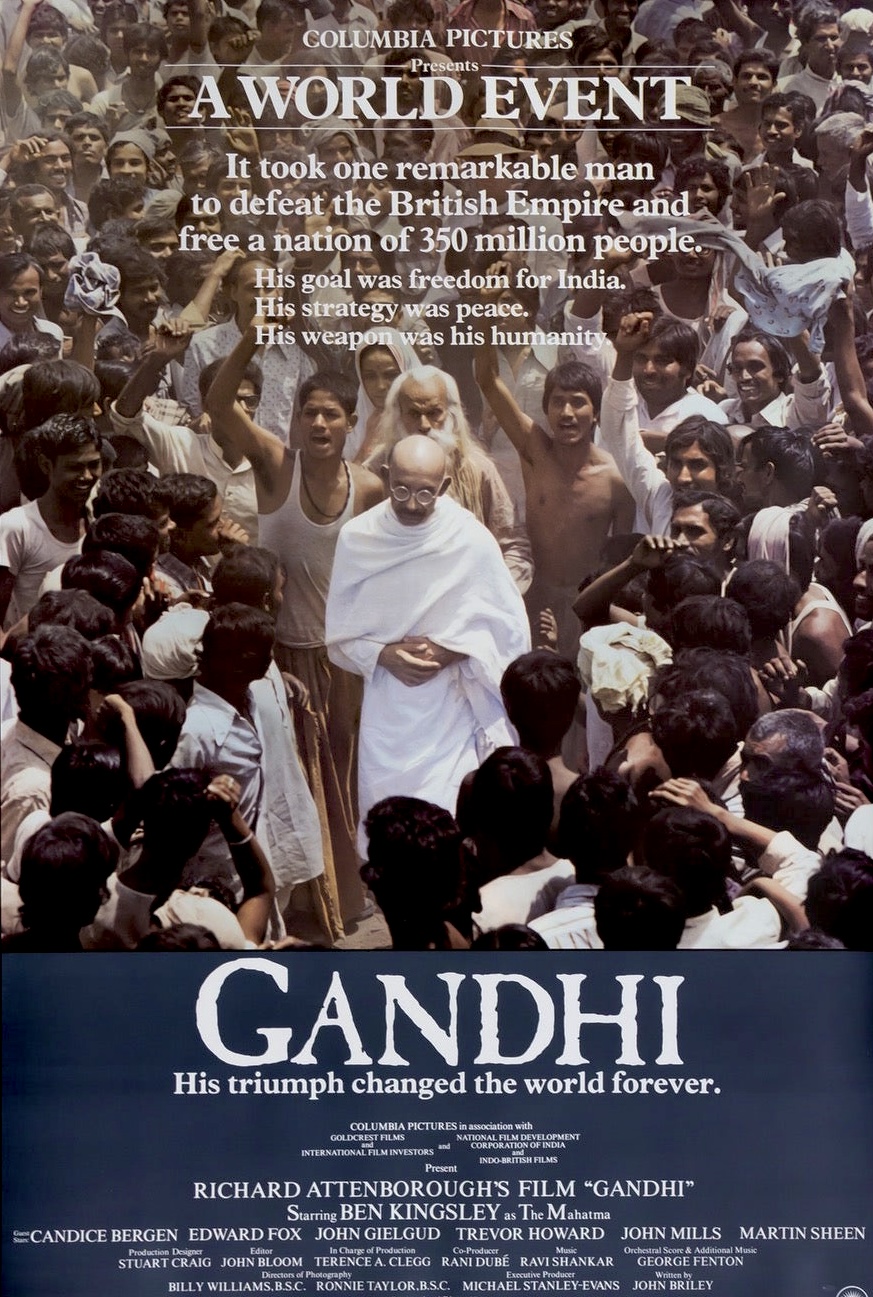 COLUMBIA PICTURES
Presents
A WORLD EVENT
It took one remarkable man
to defeat the British Empire and
free a nation of 350 million people.
His goal was freedom for India.
His strategy was peace.
His weapon was his humanity.
GANDHI
His triumph changed the world forever.
COLUMBIA PICTURES in association with
GOLDCREST FILMS and INTERNATIONAL FILM INVESTORS and NATIONAL FILM DEVELOPMENT CORPORATION OF INDIA and INDO-BRITISH FILMS
Present
RICHARD ATTENBOROUGH'S FILM "GANDHI"
Starring BEN KINGSLEY as The Mahatma
Guest Stars: CANDICE BERGEN EDWARD FOX JOHN GIELGUD TREVOR HOWARD JOHN MILLS MARTIN SHEEN
Production Designer Editor In Charge of Production Co-Producer Music Orchestral Score & Additional Music
STUART CRAIG JOHN BLOOM TERENCE A. CLEGG RANI DUBÉ RAVI SHANKAR GEORGE FENTON
Directors of Photography Executive Producer Written by
BILLY WILLIAMS, B.S.C. RONNIE TAYLOR, B.S.C. MICHAEL STANLEY-EVANS JOHN BRILEY